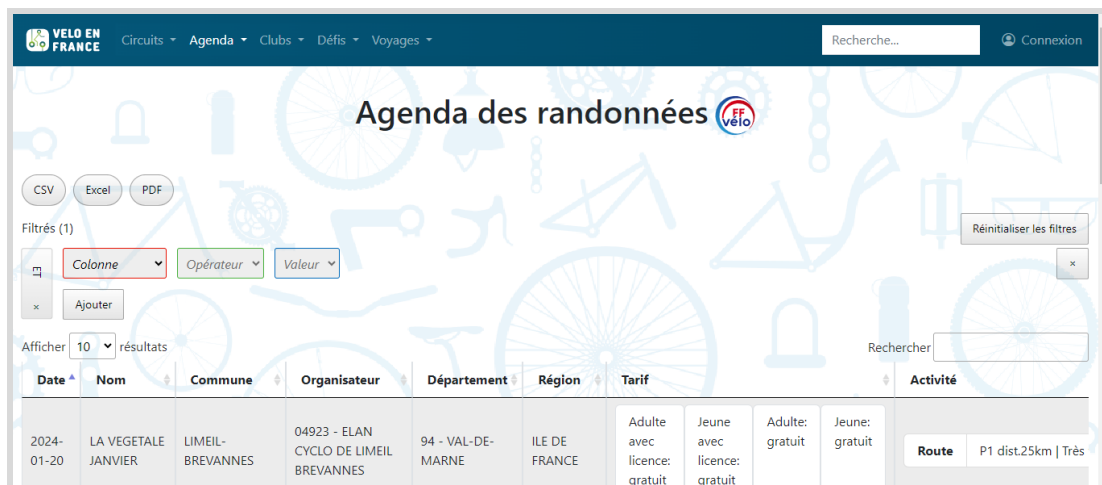 VELO EN
FRANCE
Circuits Agenda Clubs Défis Voyages
Recherche...
Connexion
Agenda des randonnées
FF
vélo
CSV Excel PDF
Filtrés (1)
Réinitialiser les filtres
ET
×
Colonne Opérateur Valeur
×
Ajouter
Afficher 10 résultats
Rechercher
Date Nom Commune Organisateur Département Région Tarif Activité
2024-
01-20
LA VEGETALE
JANVIER
LIMEIL-
BREVANNES
04923 - ELAN
CYCLO DE LIMEIL
BREVANNES
94 - VAL-DE-
MARNE
ILE DE
FRANCE
Adulte
avec
licence:
gratuit
Jeune
avec
licence:
gratuit
Adulte:
gratuit
Jeune:
gratuit
Route
P1 dist.25km | Très